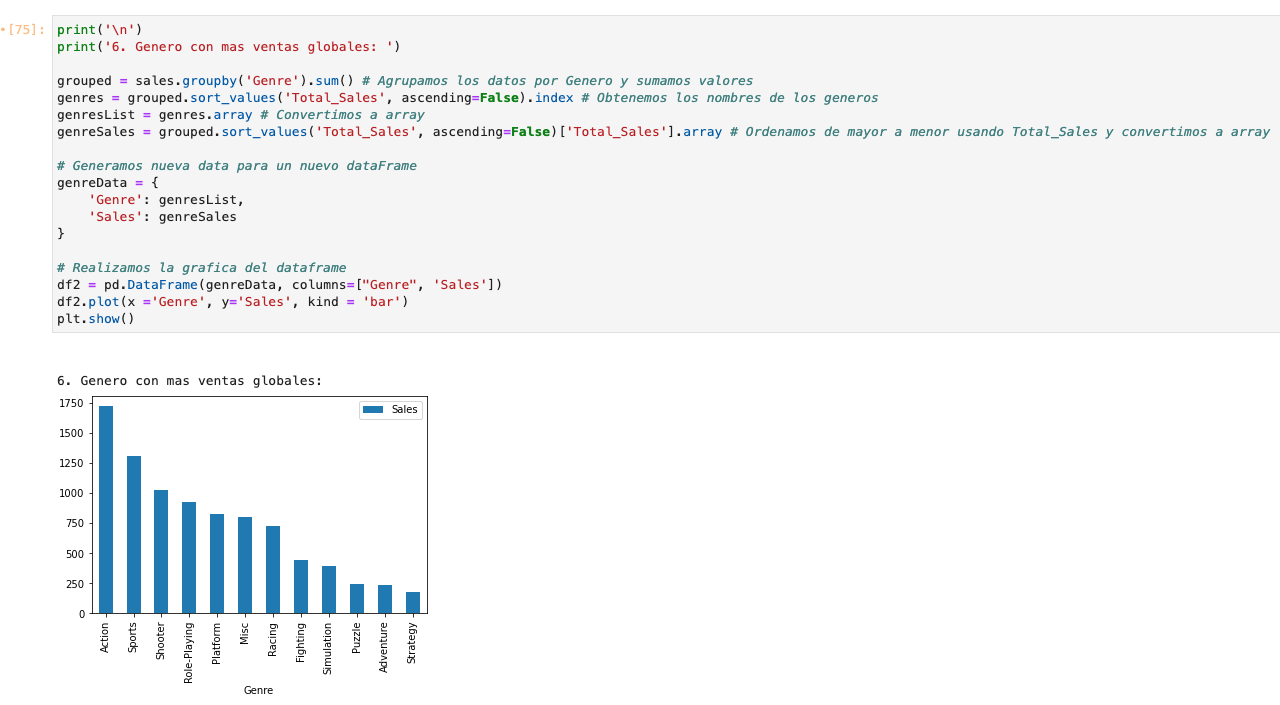 •[75]:
print('\n')
print('6. Genero con mas ventas globales: ')
grouped = sales.groupby('Genre').sum() # Agrupamos los datos por Genero y sumamos valores
genres = grouped.sort_values('Total_Sales', ascending=False).index # Obtenemos los nombres de los generos
genresList = genres.array # Convertimos a array
genreSales = grouped.sort_values('Total_Sales', ascending=False)['Total_Sales'].array # Ordenamos de mayor a menor usando Total_Sales y convertimos a array
# Generamos nueva data para un nuevo dataFrame
genreData = {
    'Genre': genresList,
    'Sales': genreSales
}
# Realizamos la grafica del dataframe
df2 = pd.DataFrame(genreData, columns=["Genre", 'Sales'])
df2.plot(x ='Genre', y='Sales', kind = 'bar')
plt.show()
6. Genero con mas ventas globales:
Sales
1750
1500
1250
1000
750
500
250
0
Action
Sports
Shooter
Role-Playing
Platform
Misc
Racing
Fighting
Simulation
Puzzle
Adventure
Strategy
Genre